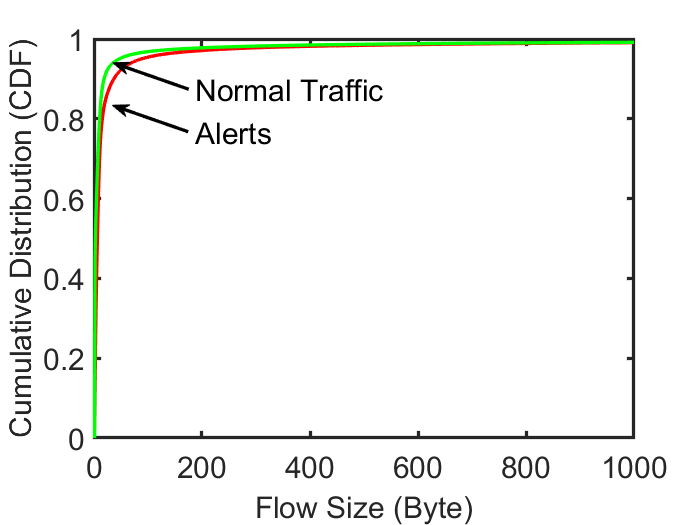 Cumulative Distribution (CDF)
1
0.8
0.6
0.4
0.2
0
Normal Traffic
Alerts
0 200 400 600 800 1000
Flow Size (Byte)